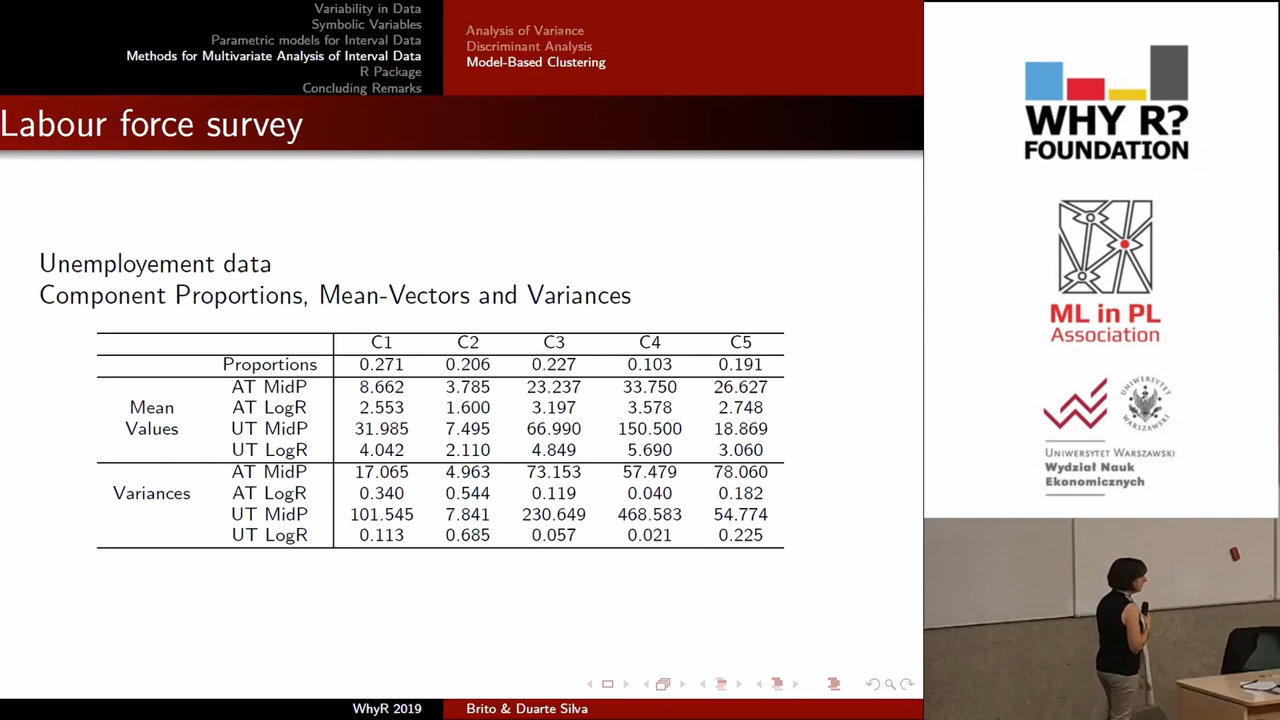 Variability in Data
Symbolic Variables
Parametric models for Interval Data
Methods for Multivariate Analysis of Interval Data
R Package
Concluding Remarks
Analysis of Variance
Discriminant Analysis
Model-Based Clustering
Labour force survey
Unemployement data
Component Proportions, Mean-Vectors and Variances
C1 C2 C3 C4 C5
Proportions 0.271 0.206 0.227 0.103 0.191
AT MidP 8.662 3.785 23.237 33.750 26.627
Mean AT LogR 2.553 1.600 3.197 3.578 2.748
Values UT MidP 31.985 7.495 66.990 150.500 18.869
UT LogR 4.042 2.110 4.849 5.690 3.060
AT MidP 17.065 4.963 73.153 57.479 78.060
Variances AT LogR 0.340 0.544 0.119 0.040 0.182
UT MidP 101.545 7.841 230.649 468.583 54.774
UT LogR 0.113 0.685 0.057 0.021 0.225
WhyR 2019
Brito & Duarte Silva
WHY R?
FOUNDATION
ML in PL
Association
UNIWERSYTET
WARSZAWSKI
UNIWERSYTET WARSZAWSKI
Wydział Nauk
Ekonomicznych